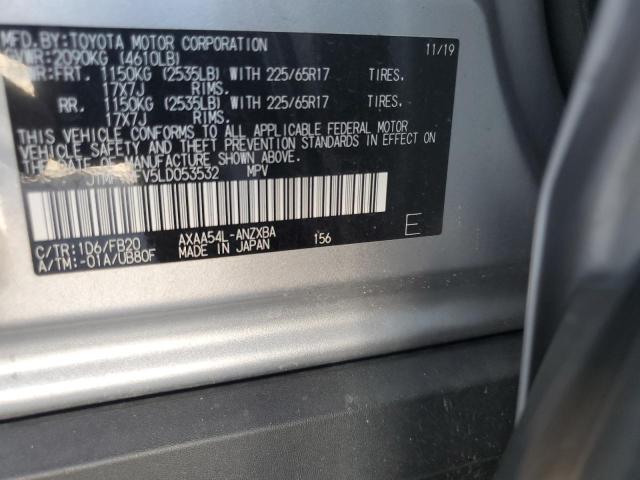 MFD.BY:TOYOTA MOTOR CORPORATION 11/19
GVWR:2090KG (4610LB)
GAWR:FRT. 1150KG (2535LB) WITH 225/65R17 TIRES.
17X7J RIMS.
RR. 1150KG (2535LB) WITH 225/65R17 TIRES.
17X7J RIMS.
THIS VEHICLE CONFORMS TO ALL APPLICABLE FEDERAL MOTOR
VEHICLE SAFETY AND THEFT PREVENTION STANDARDS IN EFFECT
ON THE DATE OF MANUFACTURE SHOWN ABOVE.
MPV
C/TR:1D6/FB20 AXAA54L-ANZXBA 156 E
A/TM:-01A/UB80F MADE IN JAPAN